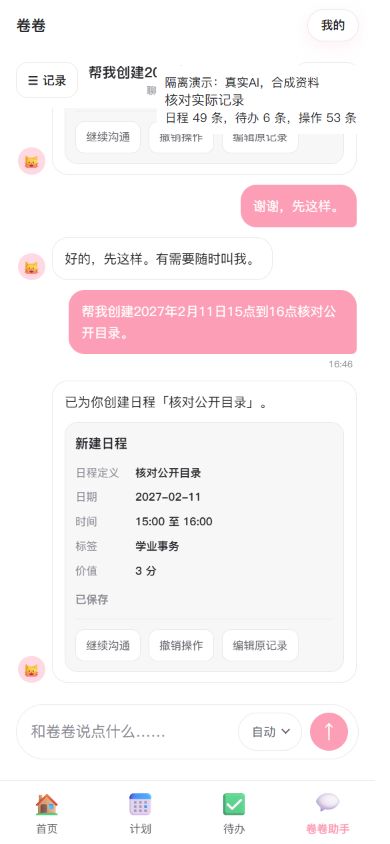 卷卷
我的
☰ 记录
帮我创建20
隔离演示：真实AI，合成资料
核对实际记录
日程 49 条，待办 6 条，操作 53 条
继续沟通
撤销操作
编辑原记录
谢谢，先这样。
好的，先这样。有需要随时叫我。
帮我创建2027年2月11日15点到16点核对公
开目录。
16:46
已为你创建日程「核对公开目录」。
新建日程
日程定义 核对公开目录
日期 2027-02-11
时间 15:00 至 16:00
标签 学业事务
价值 3 分
已保存
继续沟通
撤销操作
编辑原记录
和卷卷说点什么……
自动
首页
计划
待办
卷卷助手